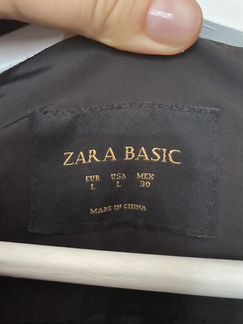 ZARA BASIC
EUR USA MEX
L L 30
MADE IN CHINA